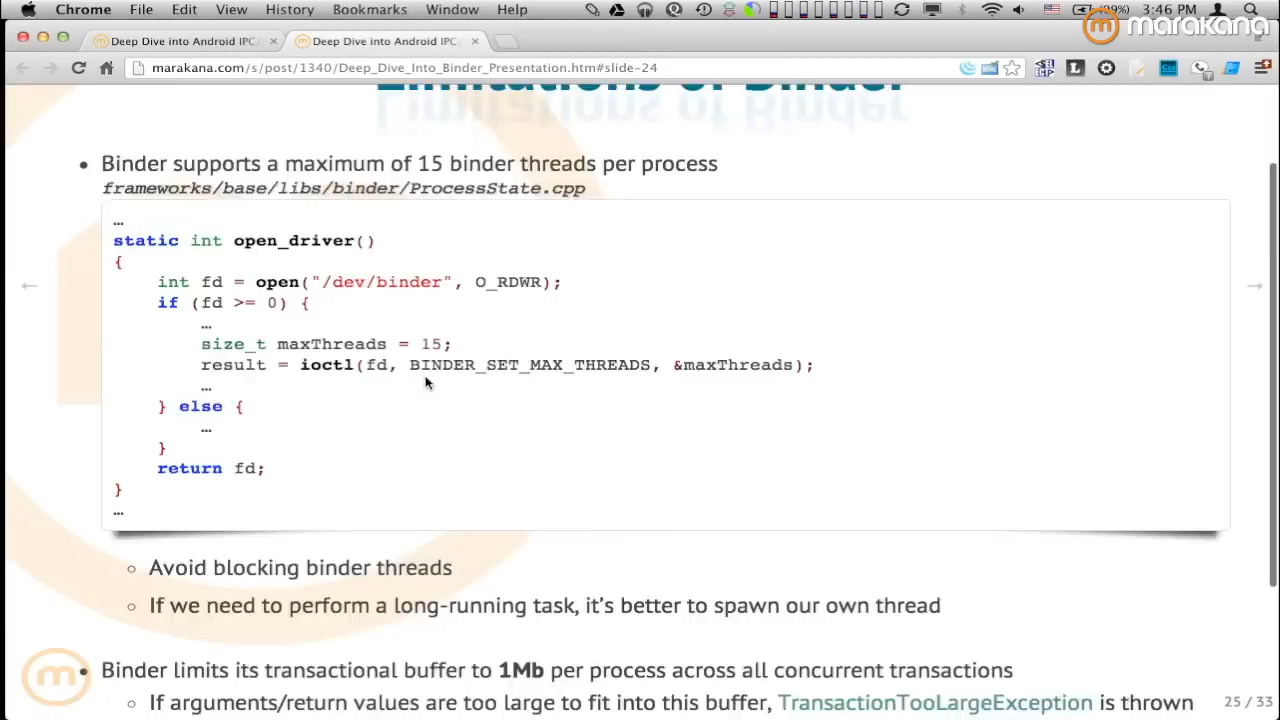 Chrome File Edit View History Bookmarks Window Help (99%) 3:46 PM
marakana
Deep Dive into Android IPC × Deep Dive into Android IPC ×
marakana.com/s/post/1340/Deep_Dive_Into_Binder_Presentation.htm#slide-24
Limitations of Binder
• Binder supports a maximum of 15 binder threads per process
frameworks/base/libs/binder/ProcessState.cpp
…
static int open_driver()
{
int fd = open("/dev/binder", O_RDWR);
if (fd >= 0) {
…
size_t maxThreads = 15;
result = ioctl(fd, BINDER_SET_MAX_THREADS, &maxThreads);
…
} else {
…
}
return fd;
}
…
◦ Avoid blocking binder threads
◦ If we need to perform a long-running task, it’s better to spawn our own thread
• Binder limits its transactional buffer to 1Mb per process across all concurrent transactions
◦ If arguments/return values are too large to fit into this buffer, TransactionTooLargeException is thrown
25 / 33